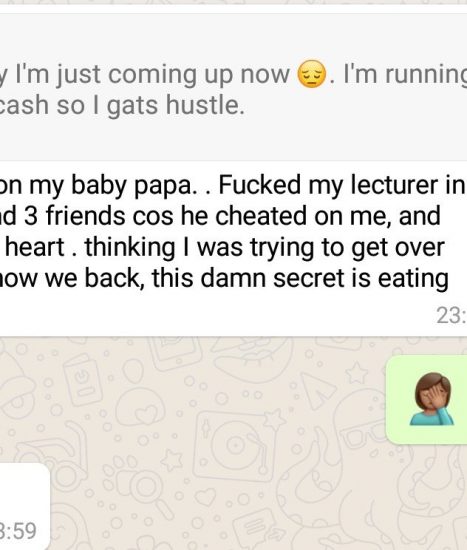 y I'm just coming up now 😔. I'm running
cash so I gats hustle.
on my baby papa. . Fucked my lecturer in
nd 3 friends cos he cheated on me, and
heart . thinking I was trying to get over
now we back, this damn secret is eating
23:
🤦🏽‍♀️
3:59